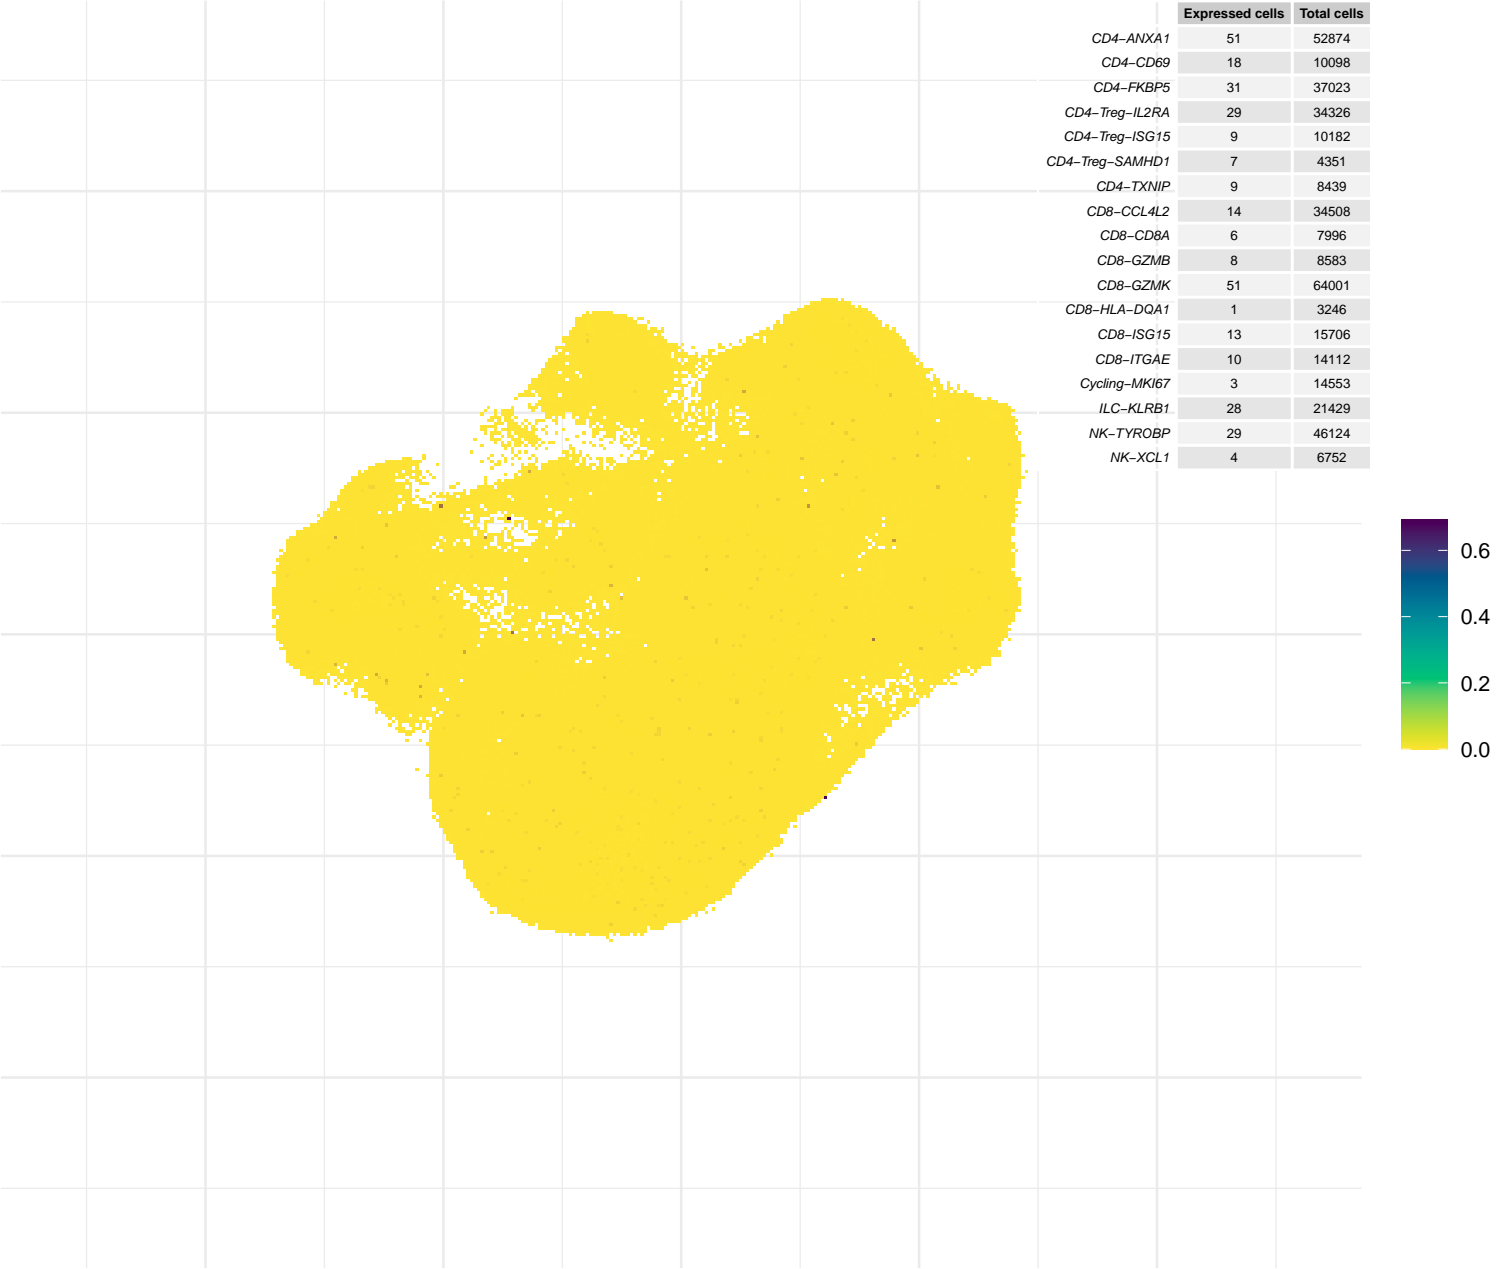 Expressed cells Total cells
CD4−ANXA1 51 52874
CD4−CD69 18 10098
CD4−FKBP5 31 37023
CD4−Treg−IL2RA 29 34326
CD4−Treg−ISG15 9 10182
CD4−Treg−SAMHD1 7 4351
CD4−TXNIP 9 8439
CD8−CCL4L2 14 34508
CD8−CD8A 6 7996
CD8−GZMB 8 8583
CD8−GZMK 51 64001
CD8−HLA−DQA1 1 3246
CD8−ISG15 13 15706
CD8−ITGAE 10 14112
Cycling−MKI67 3 14553
ILC−KLRB1 28 21429
NK−TYROBP 29 46124
NK−XCL1 4 6752
0.6
0.4
0.2
0.0